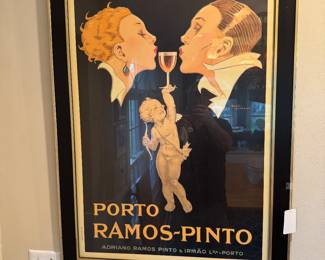 PORTO
RAMOS-PINTO
ADRIANO RAMOS PINTO & IRMÃO LDA-PORTO